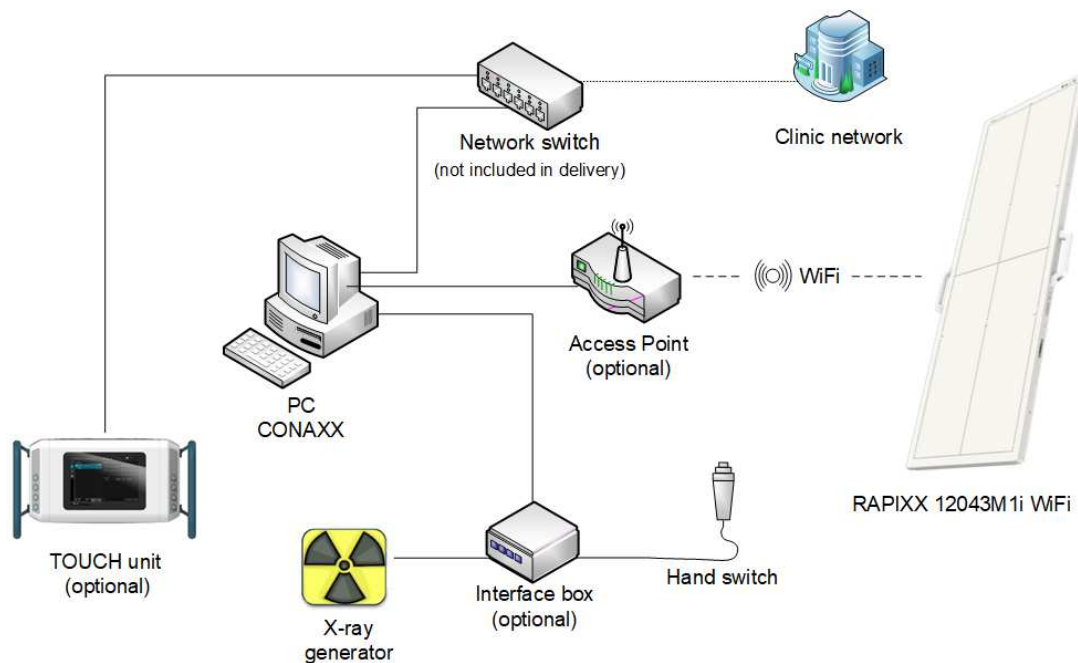 Network switch
(not included in delivery)
Clinic network
WiFi
Access Point
(optional)
PC
CONAXX
RAPIXX 12043M1i WiFi
TOUCH unit
(optional)
Interface box
(optional)
Hand switch
X-ray
generator